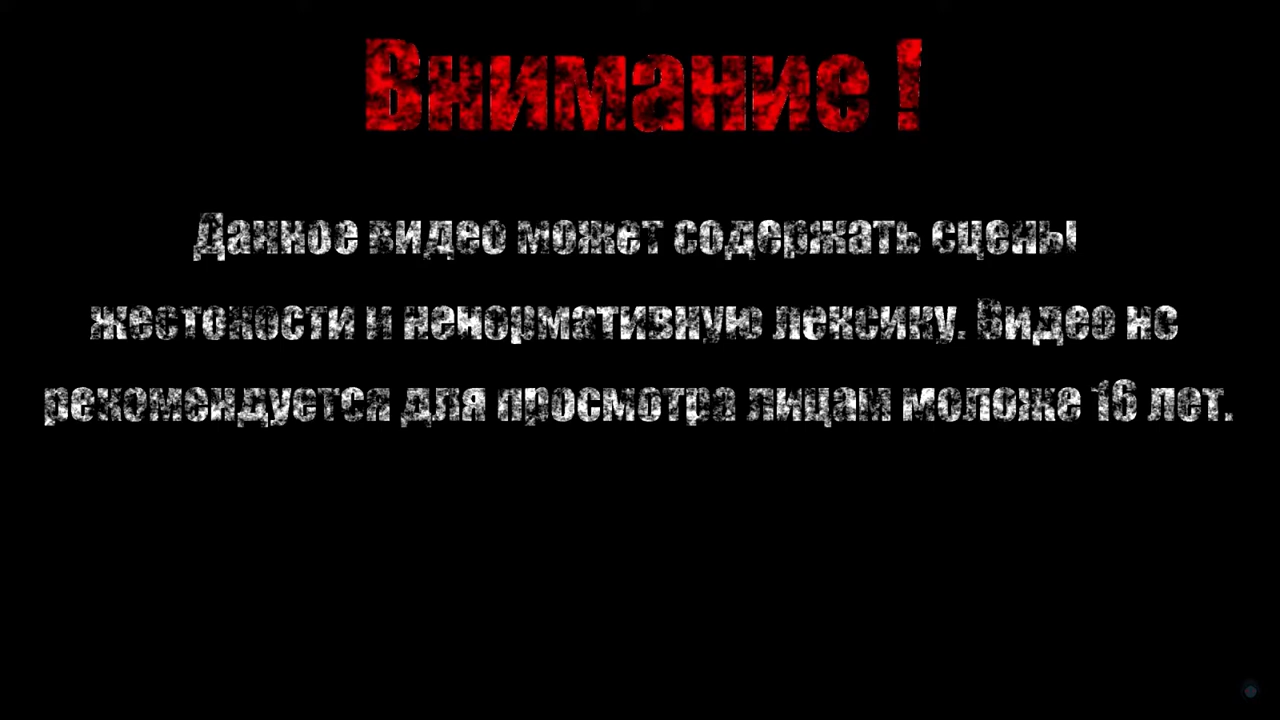 Внимание !
Данное видео может содержать сцены
жестокости и ненормативную лексику. Видео не
рекомендуется для просмотра лицам моложе 16 лет.